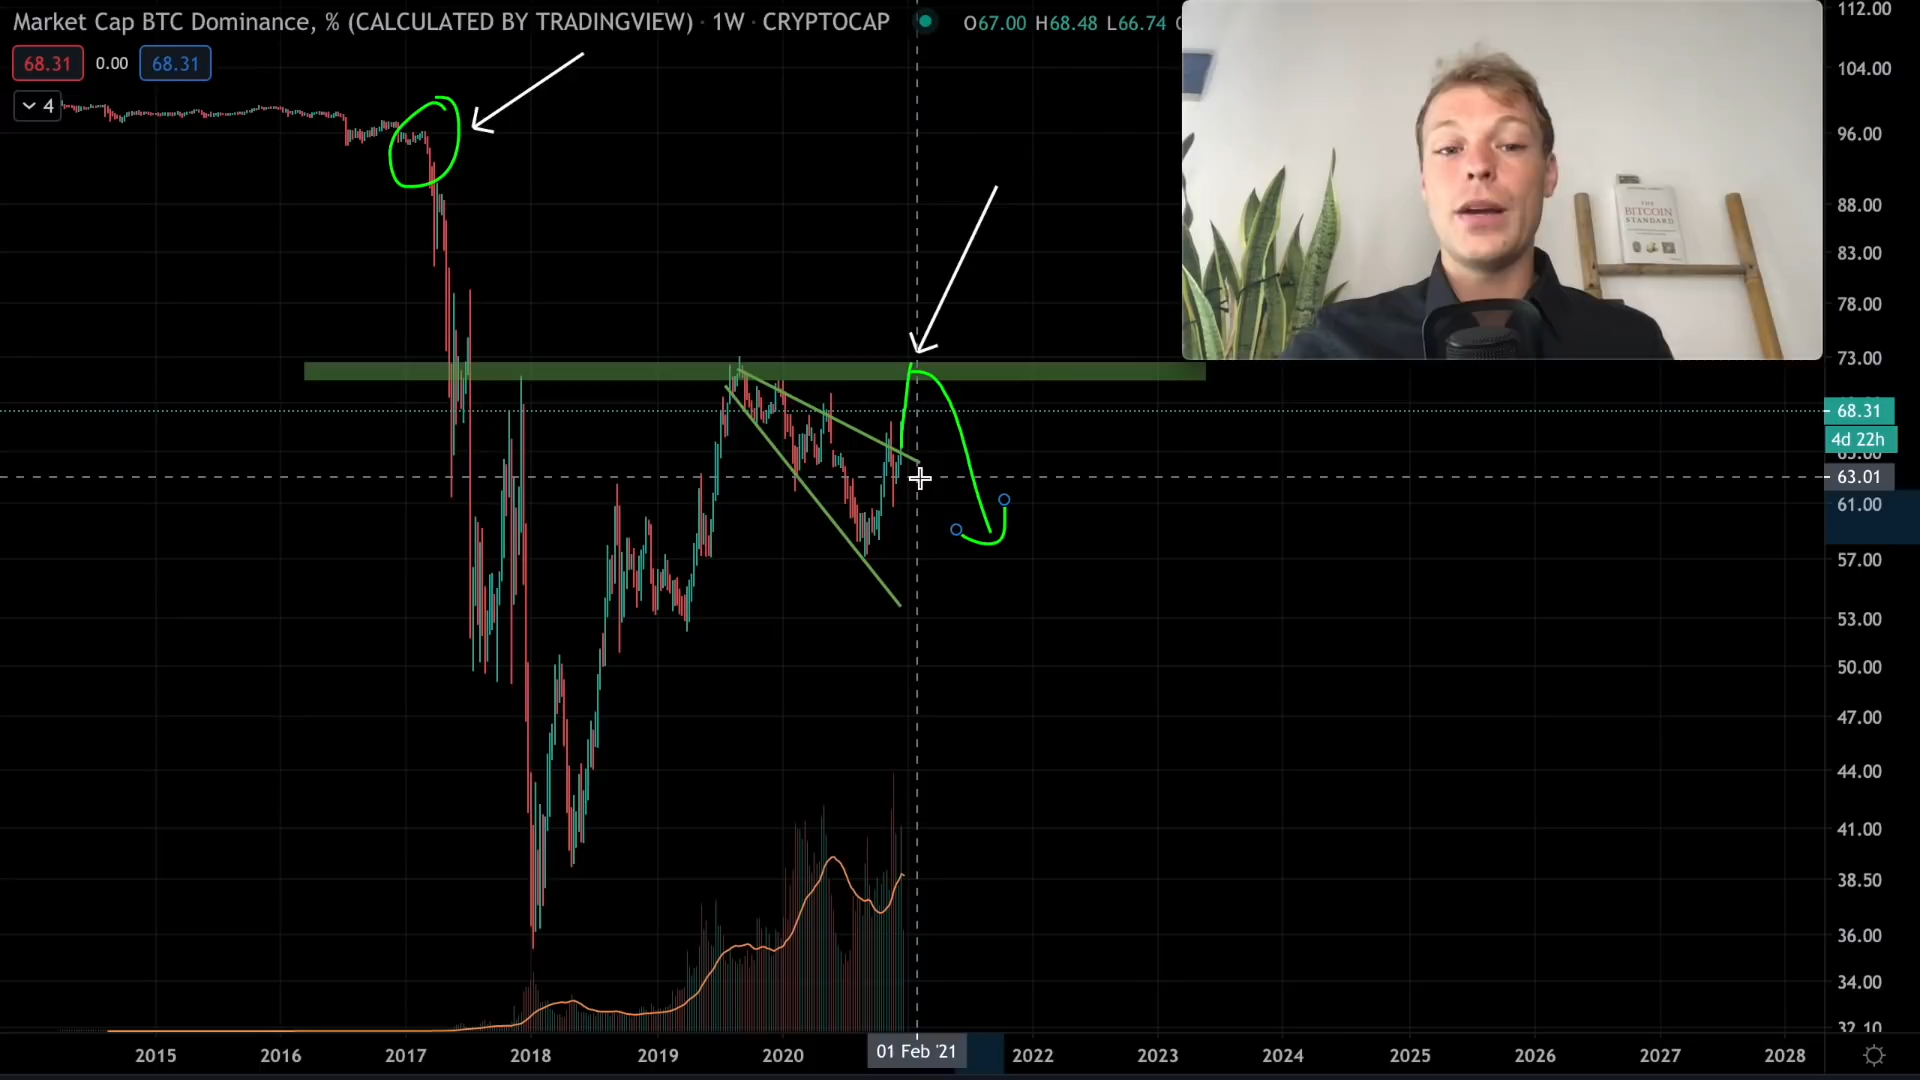 Market Cap BTC Dominance, % (CALCULATED BY TRADINGVIEW) · 1W · CRYPTOCAP
O67.00 H68.48 L66.74
68.31 0.00 68.31
4
THE
BITCOIN
STANDARD
112.00
104.00
96.00
88.00
83.00
78.00
73.00
68.31
4d 22h
63.01
61.00
57.00
53.00
50.00
47.00
44.00
41.00
38.50
36.00
34.00
32.10
2015 2016 2017 2018 2019 2020 01 Feb '21 2022 2023 2024 2025 2026 2027 2028